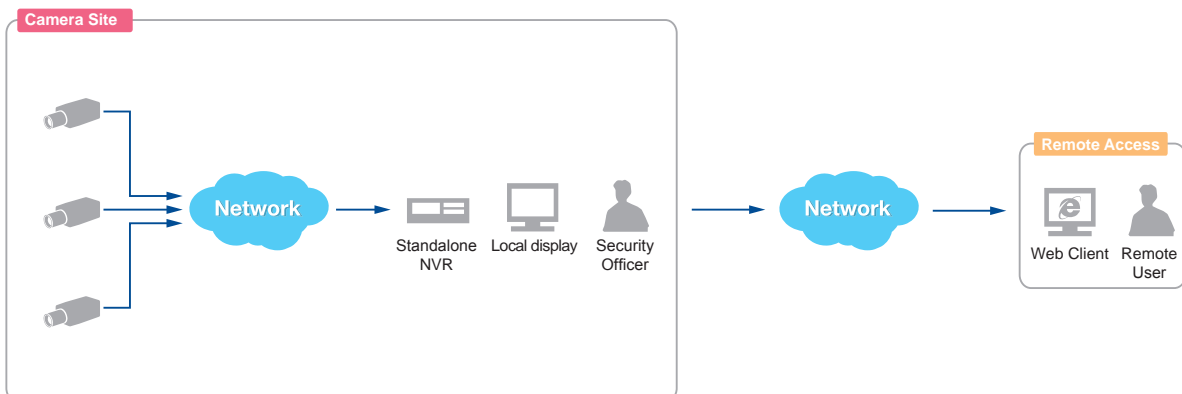 Camera Site
Network
Standalone
NVR
Local display
Security
Officer
Network
Remote Access
Web Client
Remote
User